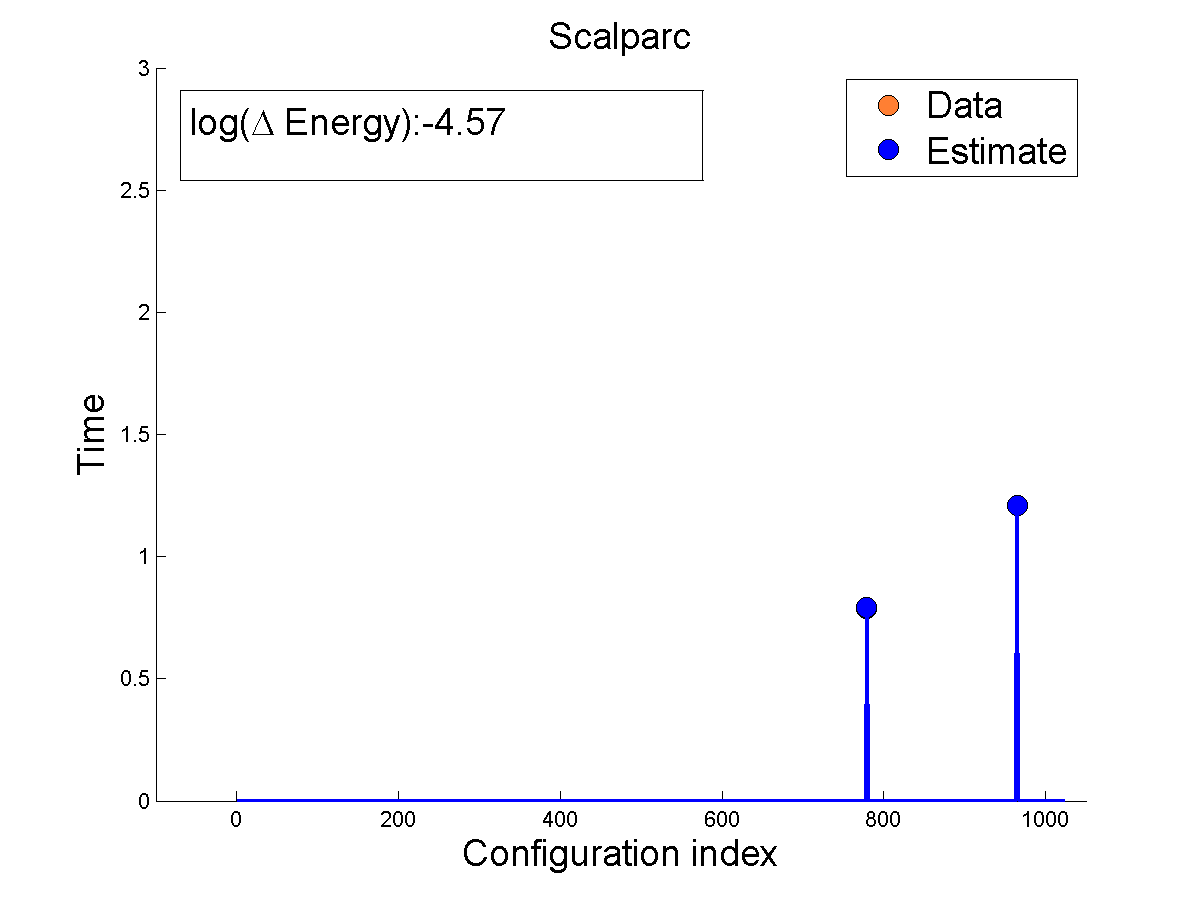 Scalparc
log(Δ Energy):-4.57
Data
Estimate
3
2.5
2
1.5
1
0.5
0
Time
0 200 400 600 800 1000
Configuration index